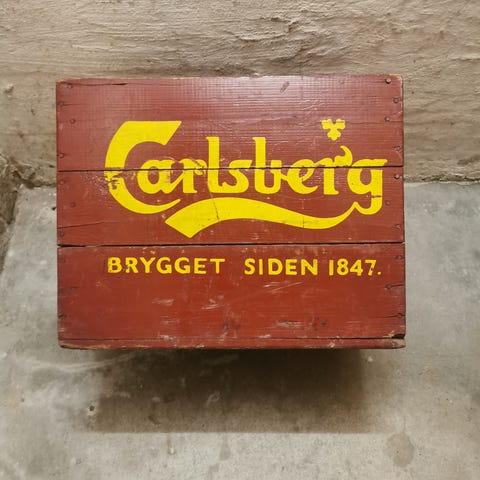 Carlsberg
BRYGGET SIDEN 1847.